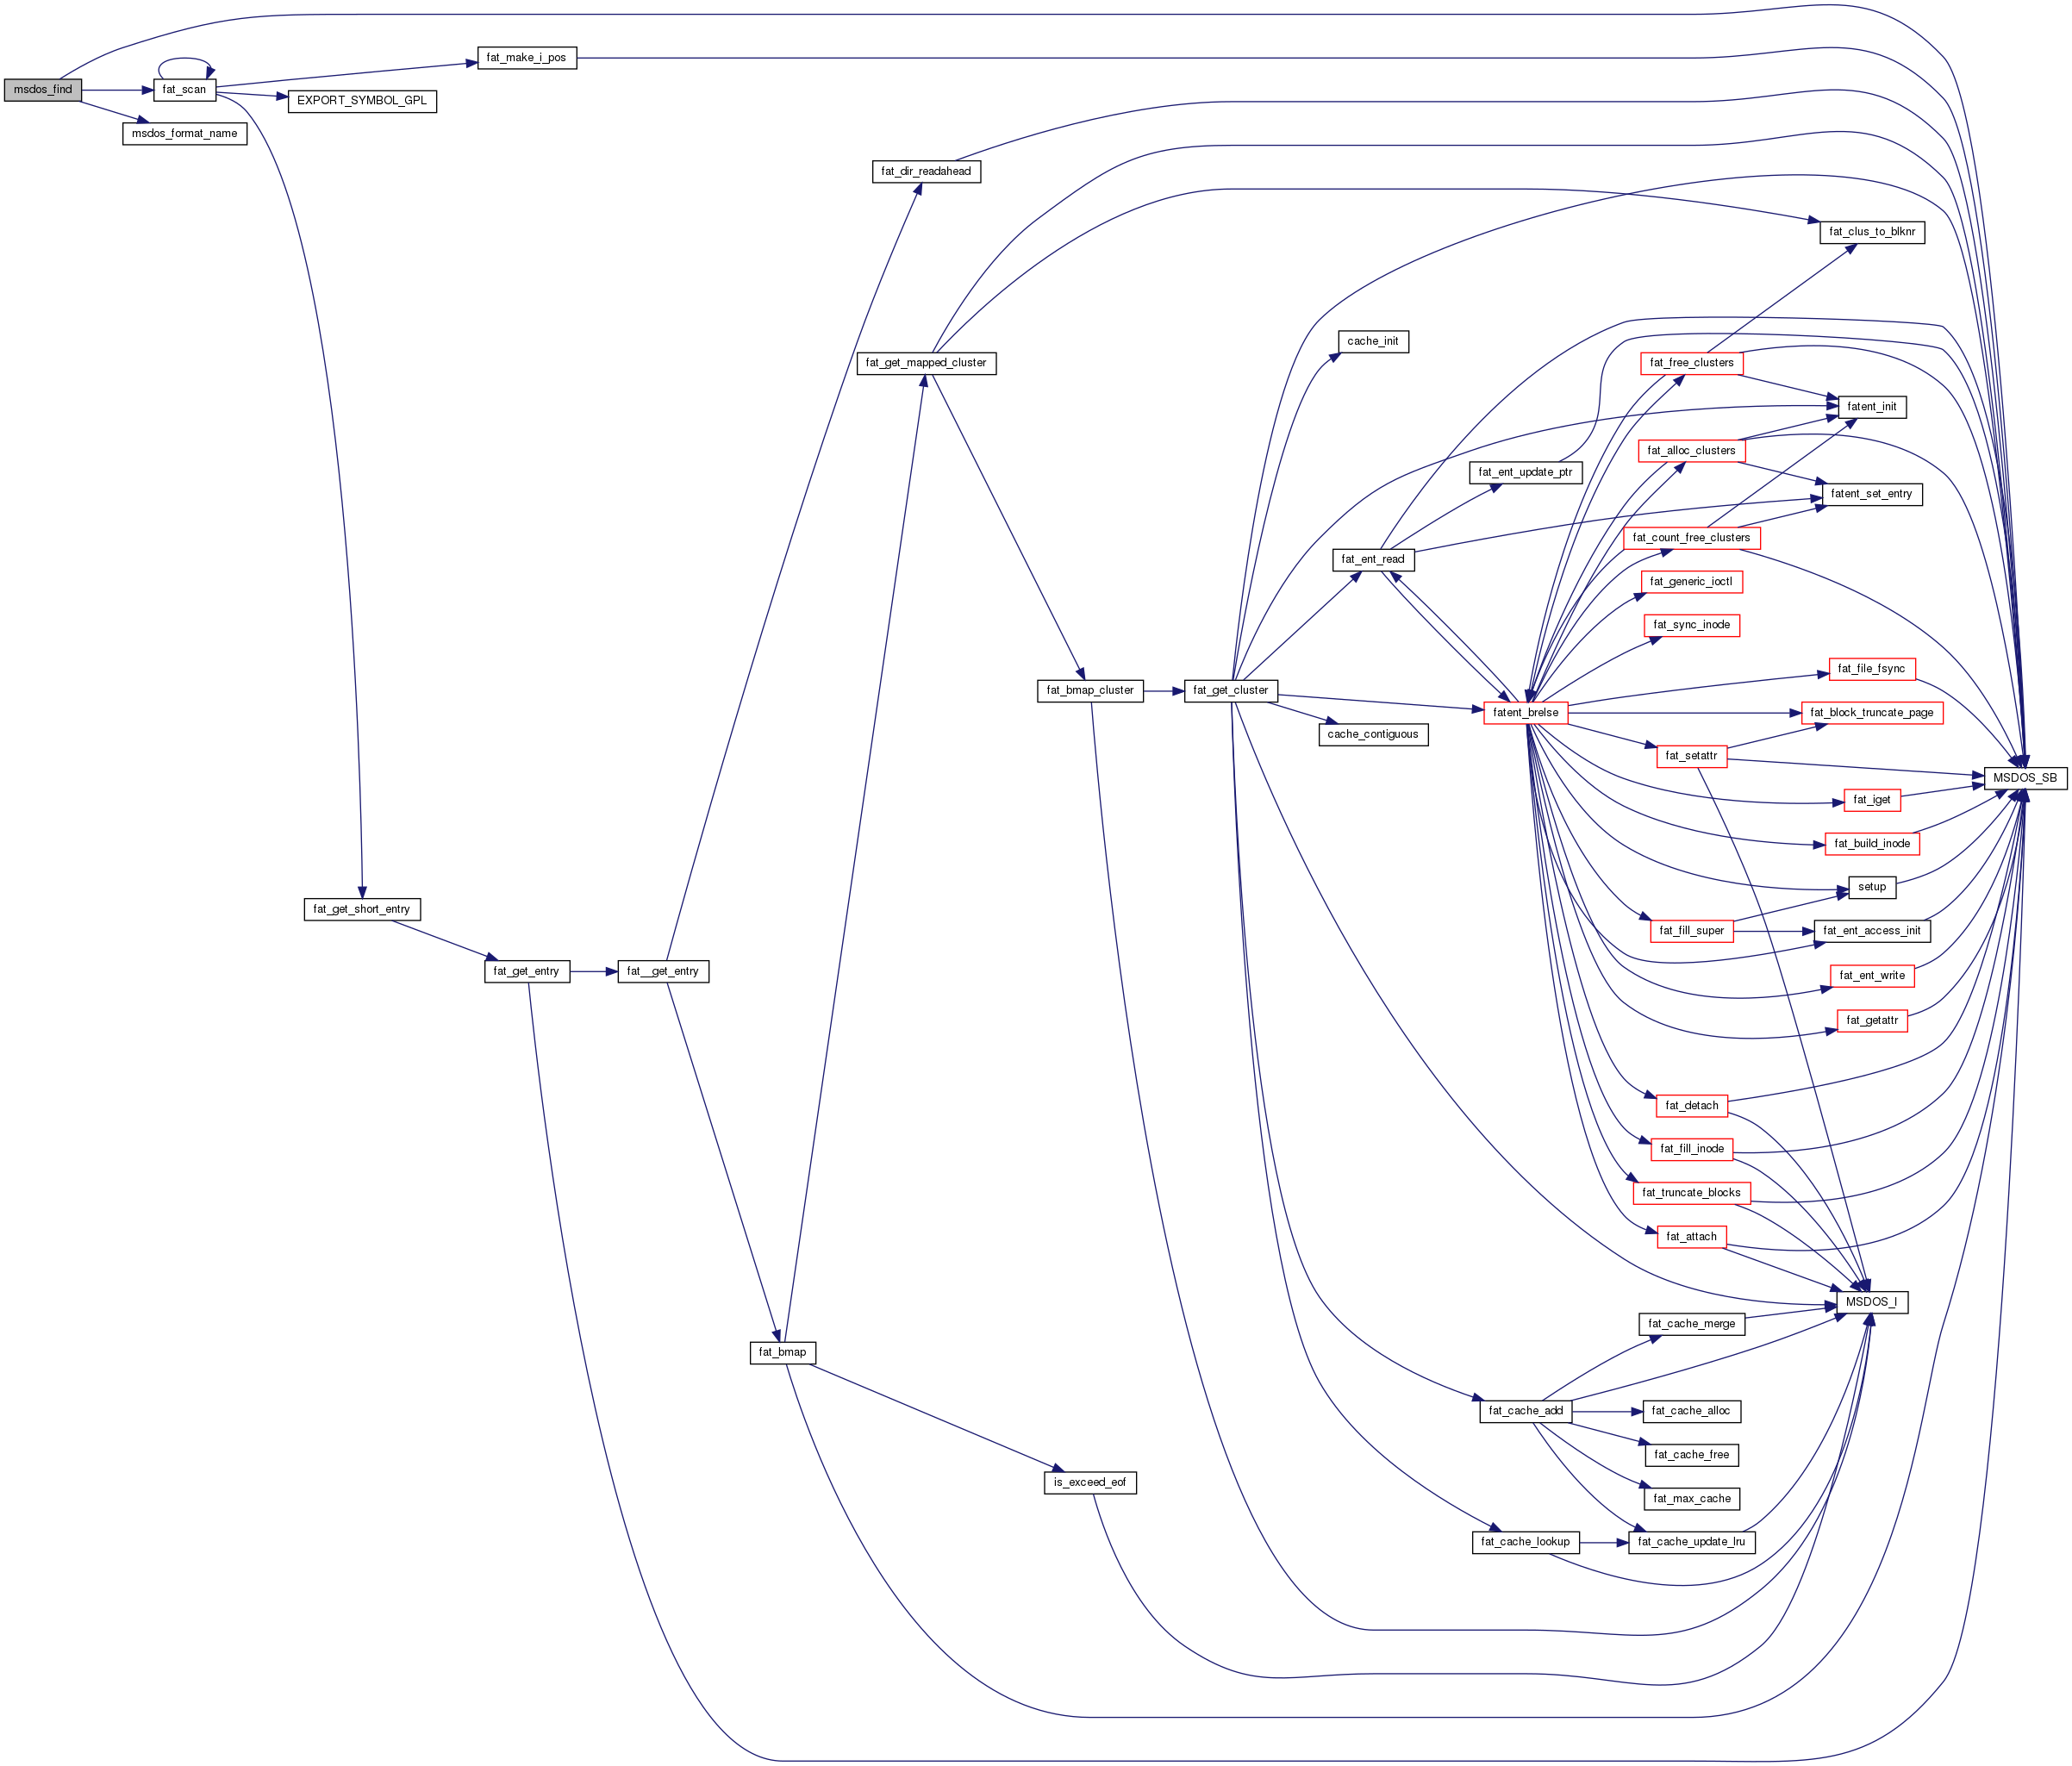 msdos_find
fat_scan
msdos_format_name
fat_make_i_pos
EXPORT_SYMBOL_GPL
fat_get_short_entry
fat_get_entry
fat__get_entry
fat_dir_readahead
fat_get_mapped_cluster
fat_bmap
fat_bmap_cluster
is_exceed_eof
fat_get_cluster
cache_init
fat_ent_read
cache_contiguous
fat_ent_update_ptr
fatent_brelse
fat_cache_add
fat_cache_lookup
fat_free_clusters
fat_alloc_clusters
fat_count_free_clusters
fat_generic_ioctl
fat_sync_inode
fat_setattr
fat_fill_super
fat_detach
fat_fill_inode
fat_truncate_blocks
fat_attach
fat_cache_merge
fat_cache_alloc
fat_cache_free
fat_max_cache
fat_cache_update_lru
fat_clus_to_blknr
fatent_init
fatent_set_entry
fat_file_fsync
fat_block_truncate_page
fat_iget
fat_build_inode
setup
fat_ent_access_init
fat_ent_write
fat_getattr
MSDOS_I
MSDOS_SB